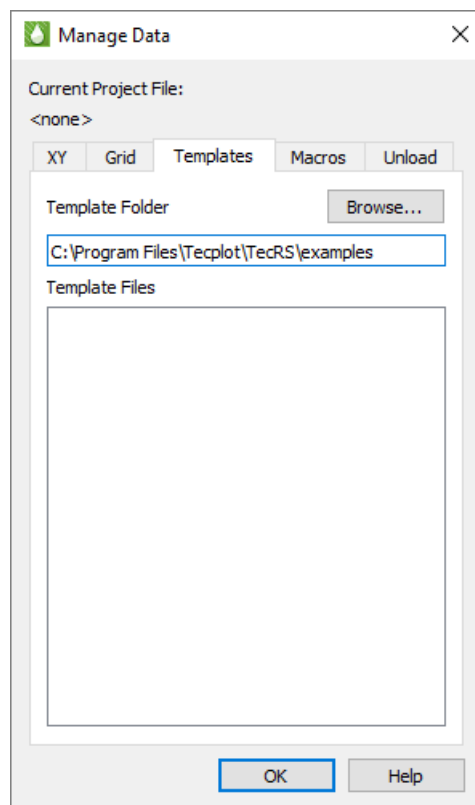 Manage Data
Current Project File:
<none>
XY Grid Templates Macros Unload
Template Folder Browse...
C:\Program Files\Tecplot\TecRS\examples
Template Files
OK Help